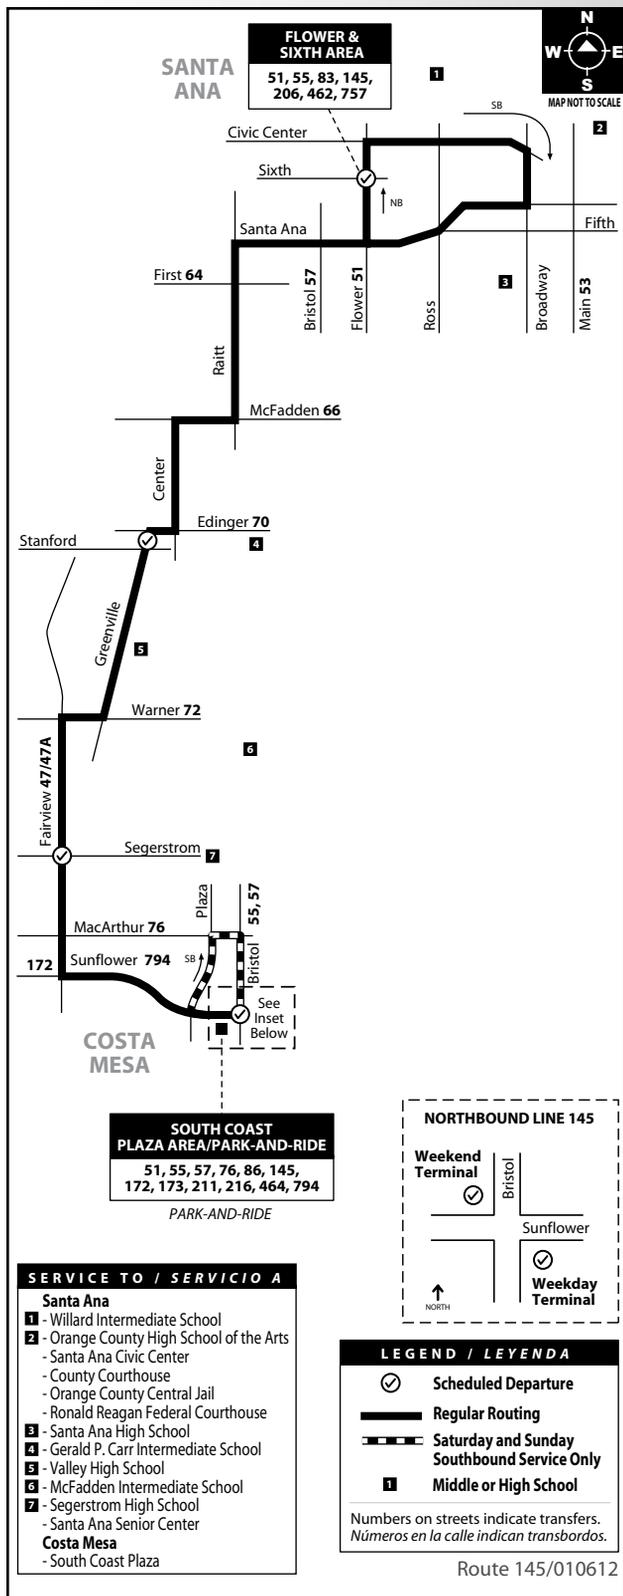 SANTA
ANA
FLOWER &
SIXTH AREA
51, 55, 83, 145,
206, 462, 757
1
N
W
E
S
MAP NOT TO SCALE
SB
2
Civic Center
Sixth
NB
Santa Ana
Fifth
First 64
Bristol 57
Flower 51
Ross
3
Broadway
Main 53
Raitt
McFadden 66
Center
Edinger 70
Stanford
4
Greenville
5
Warner 72
6
Fairview 47/47A
Segerstrom
7
Plaza
55, 57
MacArthur 76
172
Sunflower 794
SB
Bristol
See
Inset
Below
COSTA
MESA
SOUTH COAST
PLAZA AREA/PARK-AND-RIDE
51, 55, 57, 76, 86, 145,
172, 173, 211, 216, 464, 794
PARK-AND-RIDE
NORTHBOUND LINE 145
Weekend
Terminal
Bristol
Sunflower
Weekday
Terminal
NORTH
SERVICE TO / SERVICIO A
Santa Ana
1 - Willard Intermediate School
2 - Orange County High School of the Arts
- Santa Ana Civic Center
- County Courthouse
- Orange County Central Jail
- Ronald Reagan Federal Courthouse
3 - Santa Ana High School
4 - Gerald P. Carr Intermediate School
5 - Valley High School
6 - McFadden Intermediate School
7 - Segerstrom High School
- Santa Ana Senior Center
Costa Mesa
- South Coast Plaza
LEGEND / LEYENDA
Scheduled Departure
Regular Routing
Saturday and Sunday
Southbound Service Only
1 Middle or High School
Numbers on streets indicate transfers.
Números en la calle indican transbordos.
Route 145/010612